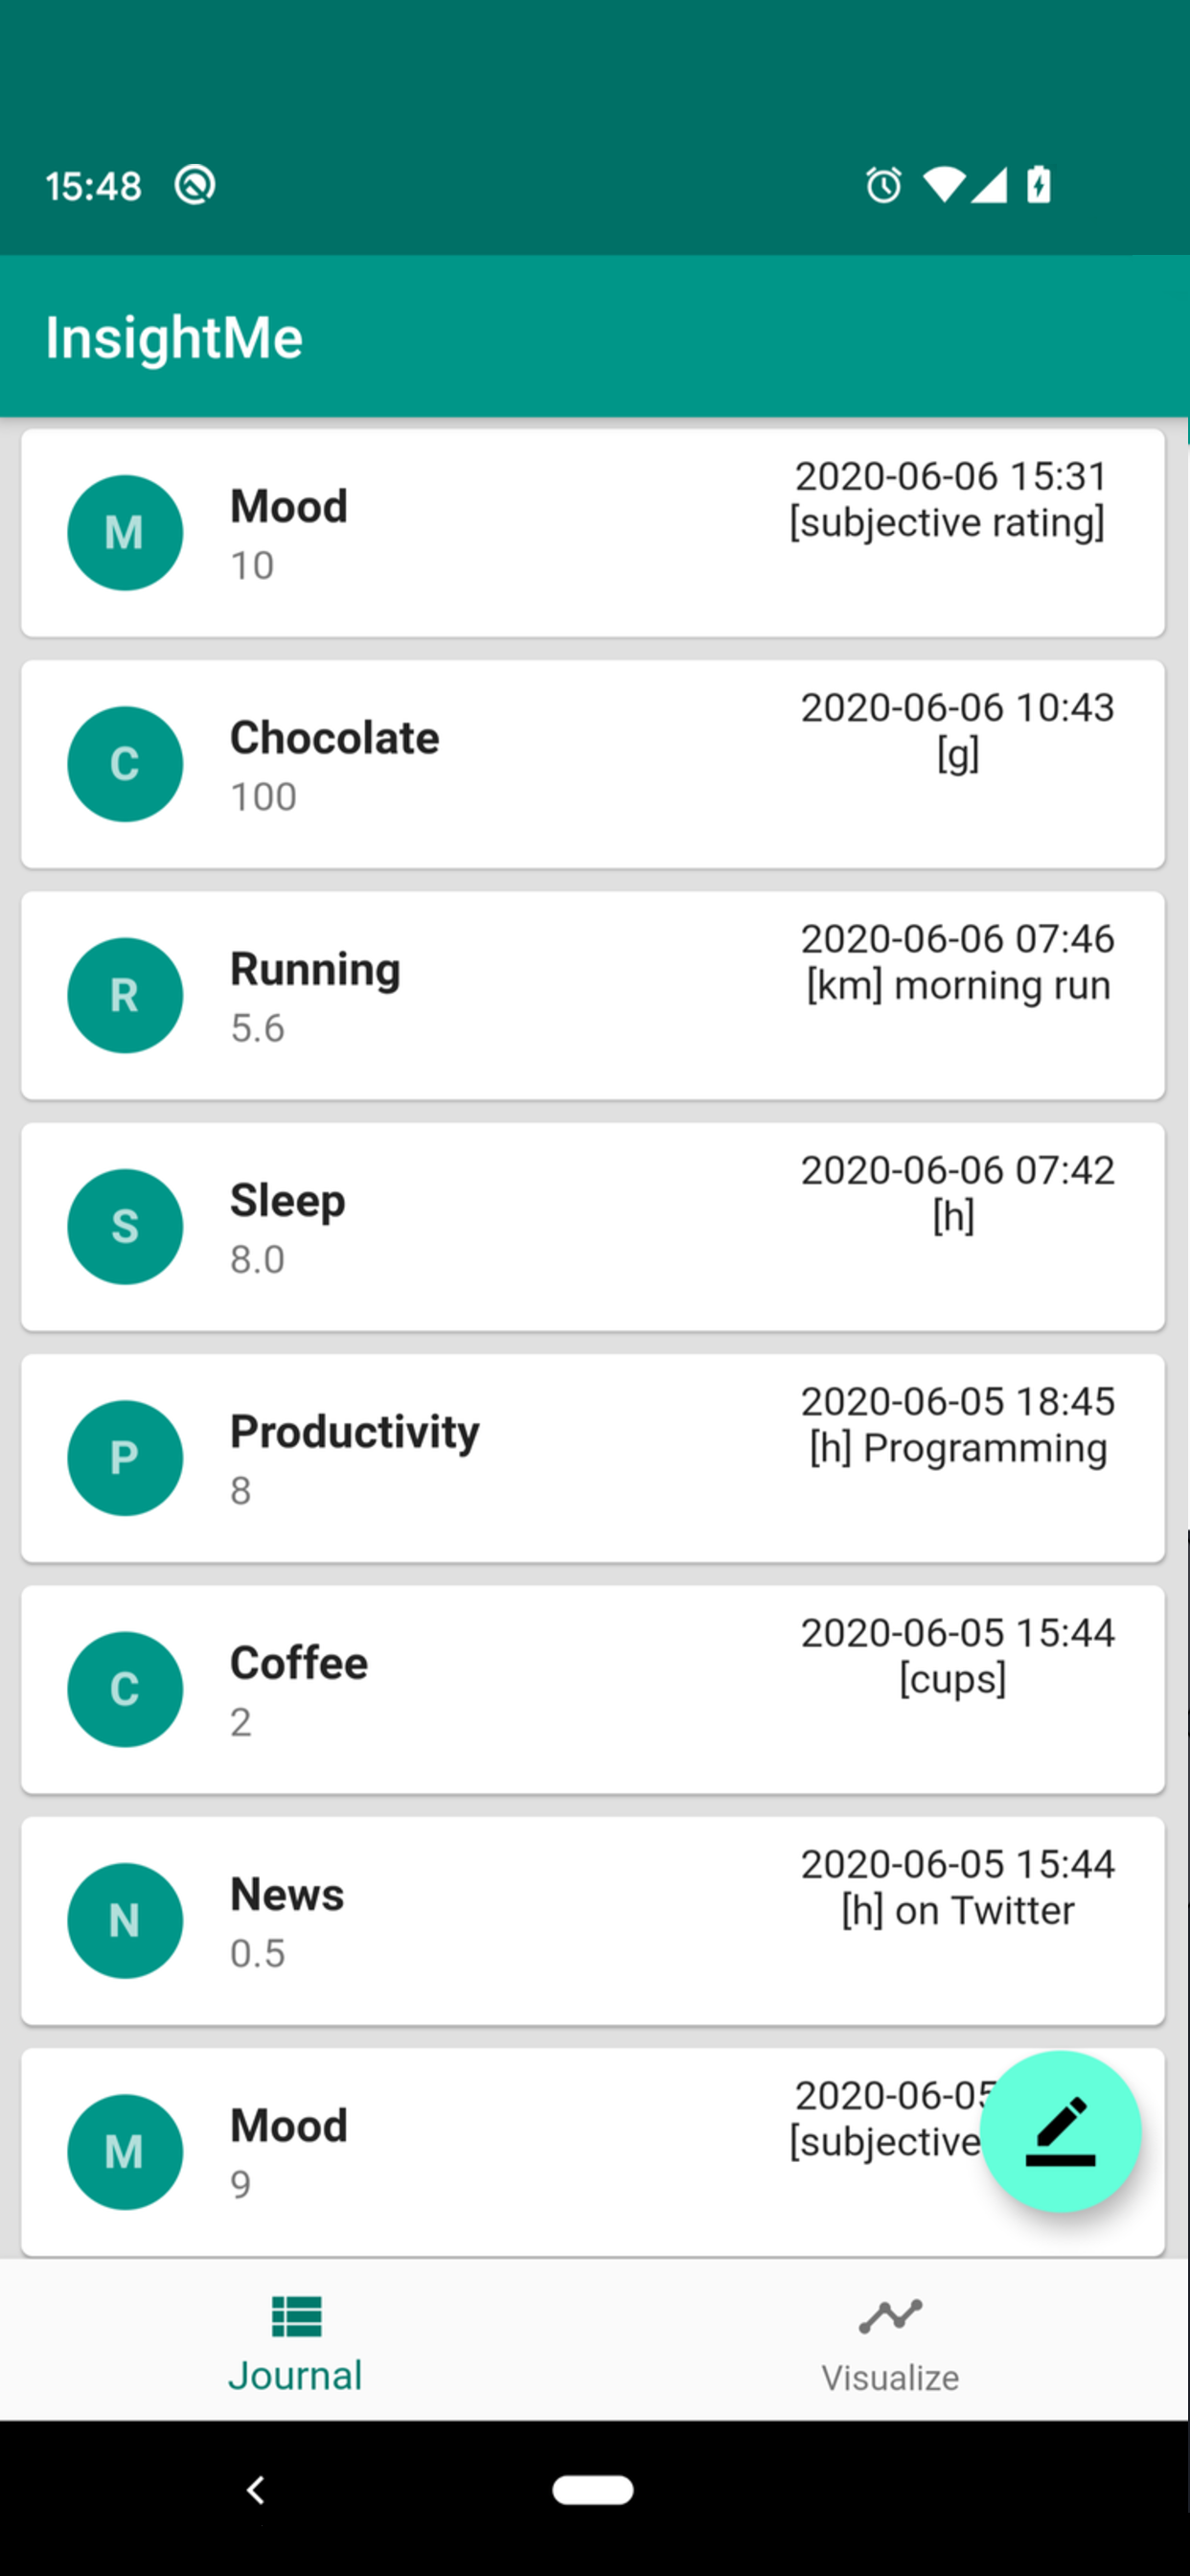 15:48
InsightMe
M
Mood
10
2020-06-06 15:31
[subjective rating]
C
Chocolate
100
2020-06-06 10:43
[g]
R
Running
5.6
2020-06-06 07:46
[km] morning run
S
Sleep
8.0
2020-06-06 07:42
[h]
P
Productivity
8
2020-06-05 18:45
[h] Programming
C
Coffee
2
2020-06-05 15:44
[cups]
N
News
0.5
2020-06-05 15:44
[h] on Twitter
M
Mood
9
2020-06-05
[subjective
Journal
Visualize